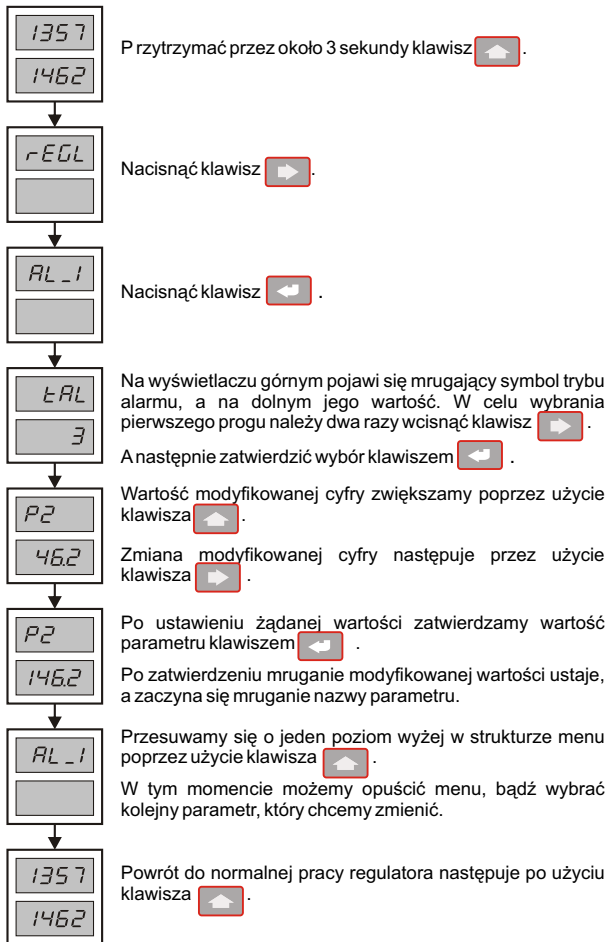 1357
P rzytrzymać przez około 3 sekundy klawisz .
1462
rEGL
Nacisnąć klawisz .
AL_1
Nacisnąć klawisz .
tAL
3
Na wyświetlaczu górnym pojawi się mrugający symbol trybu
alarmu, a na dolnym jego wartość. W celu wybrania
pierwszego progu należy dwa razy wcisnąć klawisz .
A następnie zatwierdzić wybór klawiszem .
P2
46.2
Wartość modyfikowanej cyfry zwiększamy poprzez użycie
klawisza .
Zmiana modyfikowanej cyfry następuje przez użycie
klawisza .
P2
146.2
Po ustawieniu żądanej wartości zatwierdzamy wartość
parametru klawiszem .
Po zatwierdzeniu mruganie modyfikowanej wartości ustaje,
a zaczyna się mruganie nazwy parametru.
AL_1
Przesuwamy się o jeden poziom wyżej w strukturze menu
poprzez użycie klawisza .
W tym momencie możemy opuścić menu, bądź wybrać
kolejny parametr, który chcemy zmienić.
1357
1462
Powrót do normalnej pracy regulatora następuje po użyciu
klawisza .